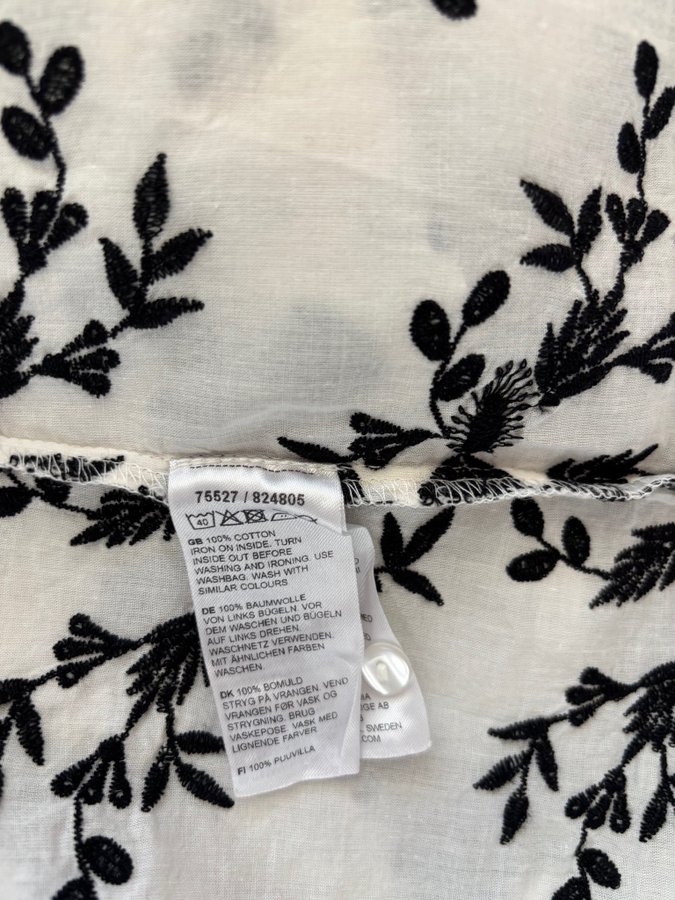 75527 / 824805
40
GB 100% COTTON
IRON ON INSIDE. TURN
INSIDE OUT BEFORE
WASHING AND IRONING. USE
WASHBAG. WASH WITH
SIMILAR COLOURS.
DE 100% BAUMWOLLE
VON LINKS BÜGELN. VOR
DEM WASCHEN UND BÜGELN
AUF LINKS DREHEN.
WASCHNETZ VERWENDEN.
MIT ÄHNLICHEN FARBEN
WASCHEN.
DK 100% BOMULD
STRYG PÅ VRANGEN. VEND
VRANGEN FØR VASK OG
STRYGNING. BRUG
VASKEPOSE. VASK MED
LIGNENDE FARVER
FI 100% PUUVILLA
AB
SWEDEN
COM